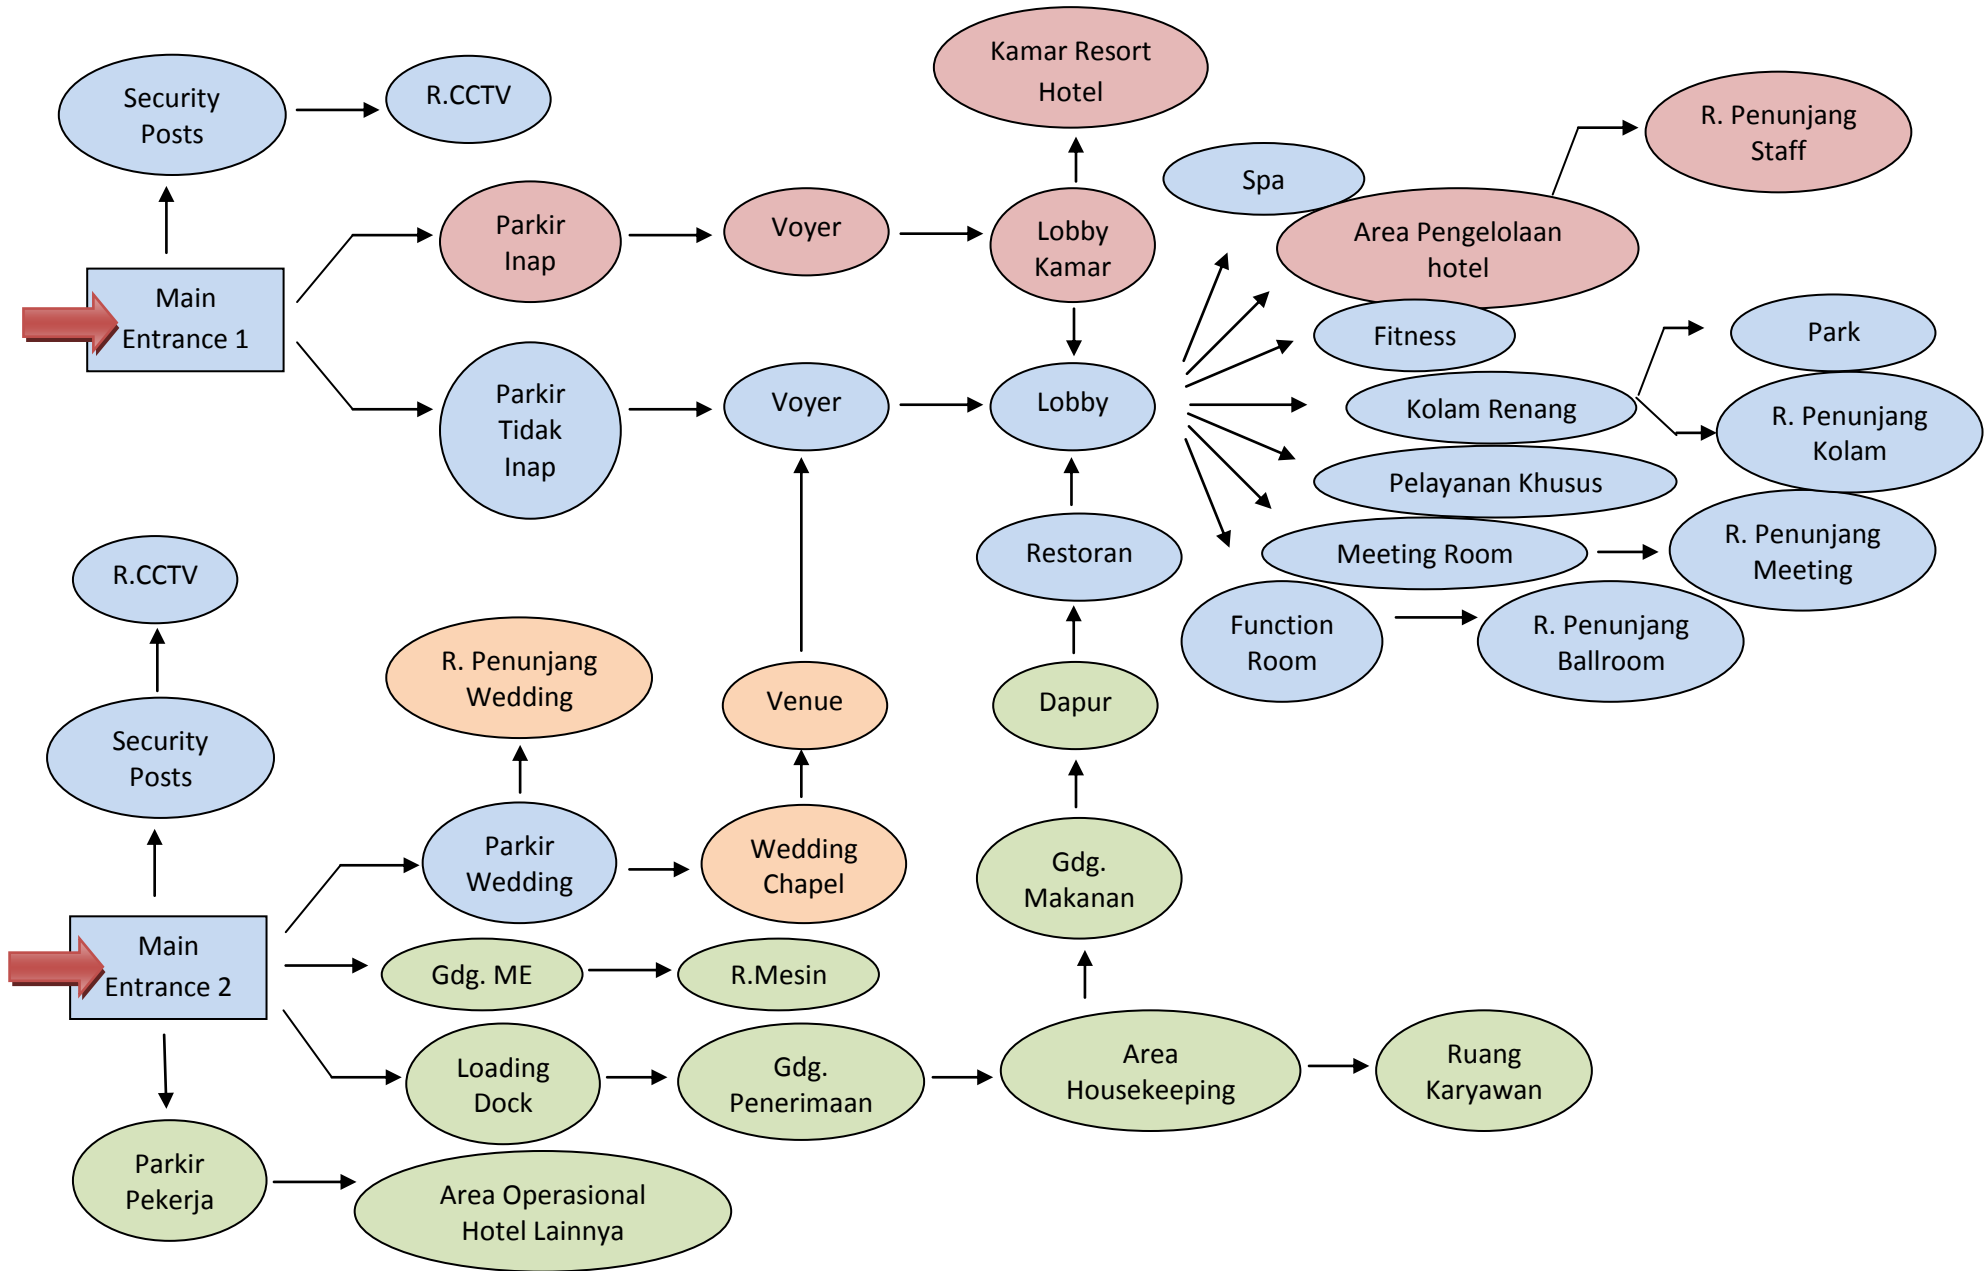 Kamar Resort
Hotel
Security
Posts
R.CCTV
R. Penunjang
Staff
Spa
Parkir
Inap
Voyer
Lobby
Kamar
Area Pengelolaan
hotel
Main
Entrance 1
Fitness
Park
Parkir
Tidak
Inap
Voyer
Lobby
Kolam Renang
R. Penunjang
Kolam
Pelayanan Khusus
Restoran
Meeting Room
R. Penunjang
Meeting
R.CCTV
Function
Room
R. Penunjang
Ballroom
R. Penunjang
Wedding
Venue
Dapur
Security
Posts
Parkir
Wedding
Wedding
Chapel
Gdg.
Makanan
Main
Entrance 2
Gdg. ME
R.Mesin
Loading
Dock
Gdg.
Penerimaan
Area
Housekeeping
Ruang
Karyawan
Parkir
Pekerja
Area Operasional
Hotel Lainnya